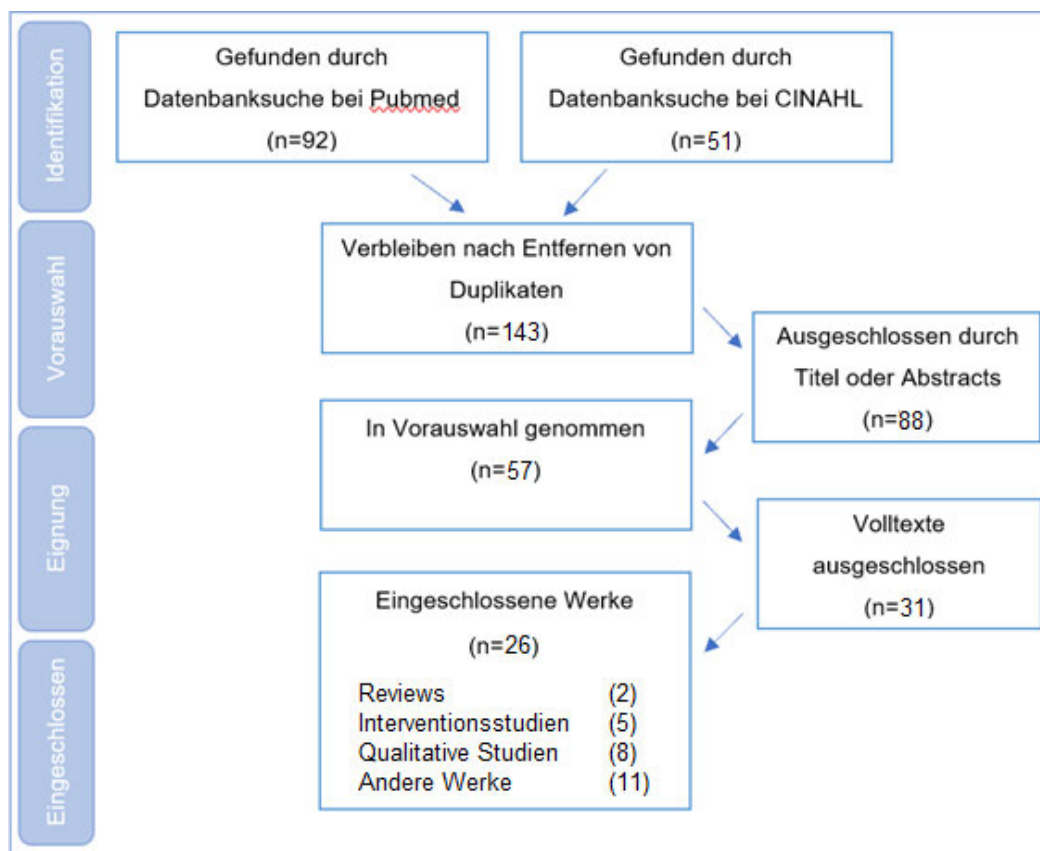 Identifikation
Gefunden durch
Datenbanksuche bei Pubmed
(n=92)
Gefunden durch
Datenbanksuche bei CINAHL
(n=51)
Vorauswahl
Verbleiben nach Entfernen von
Duplikaten
(n=143)
Ausgeschlossen durch
Titel oder Abstracts
(n=88)
Eignung
In Vorauswahl genommen
(n=57)
Volltexte
ausgeschlossen
(n=31)
Eingeschlossen
Eingeschlossene Werke
(n=26)
Reviews (2)
Interventionsstudien (5)
Qualitative Studien (8)
Andere Werke (11)